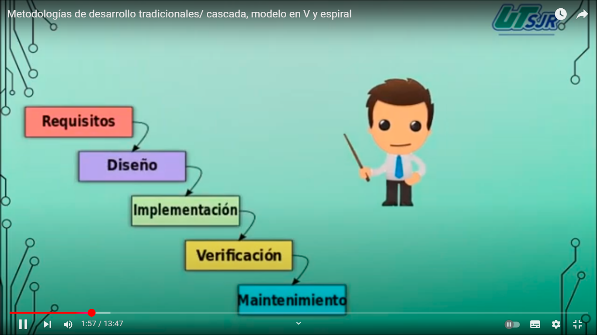 Metodologías de desarrollo tradicionales/ cascada, modelo en V y espiral
UTSJR
Requisitos
Diseño
Implementación
Verificación
Maintenimiento
1:57 / 13:47